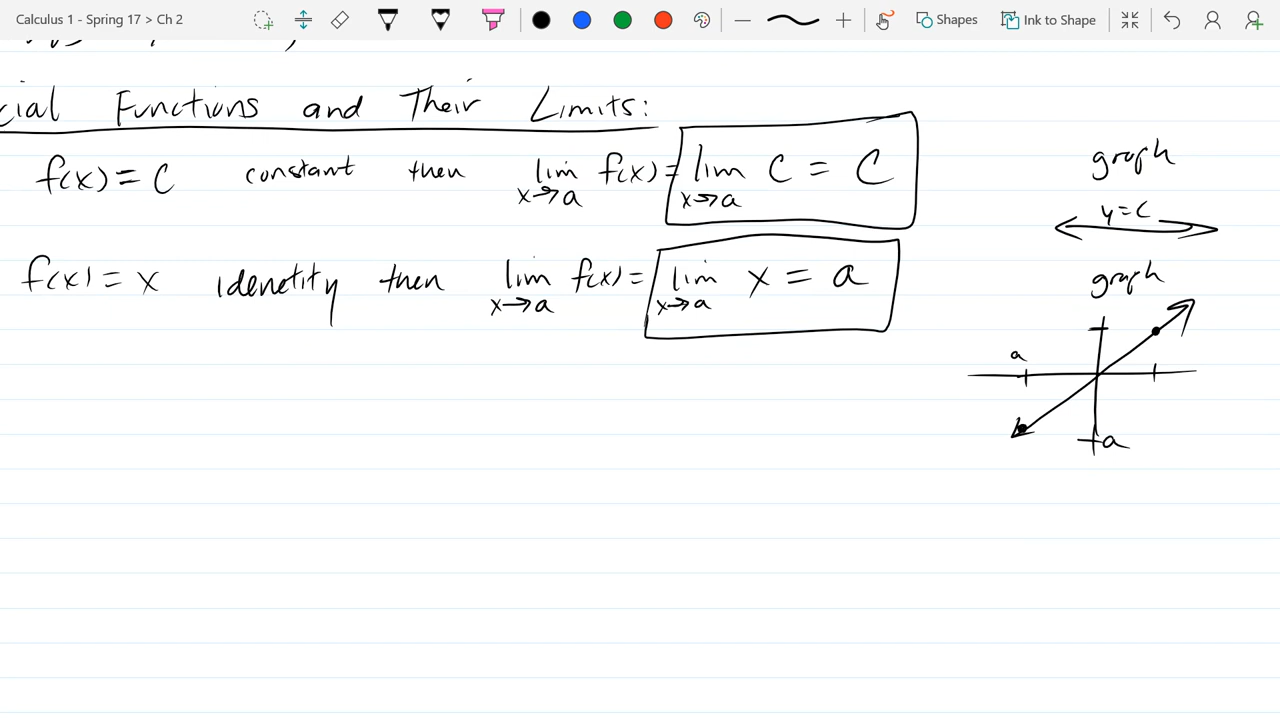 Calculus 1 - Spring 17 > Ch 2
Shapes
Ink to Shape
cial Functions and Their Limits:
f(x) = C constant then lim x→a f(x) = lim x→a C = C
graph
y=c
f(x) = x idenetity then lim x→a f(x) = lim x→a x = a
graph
a
a